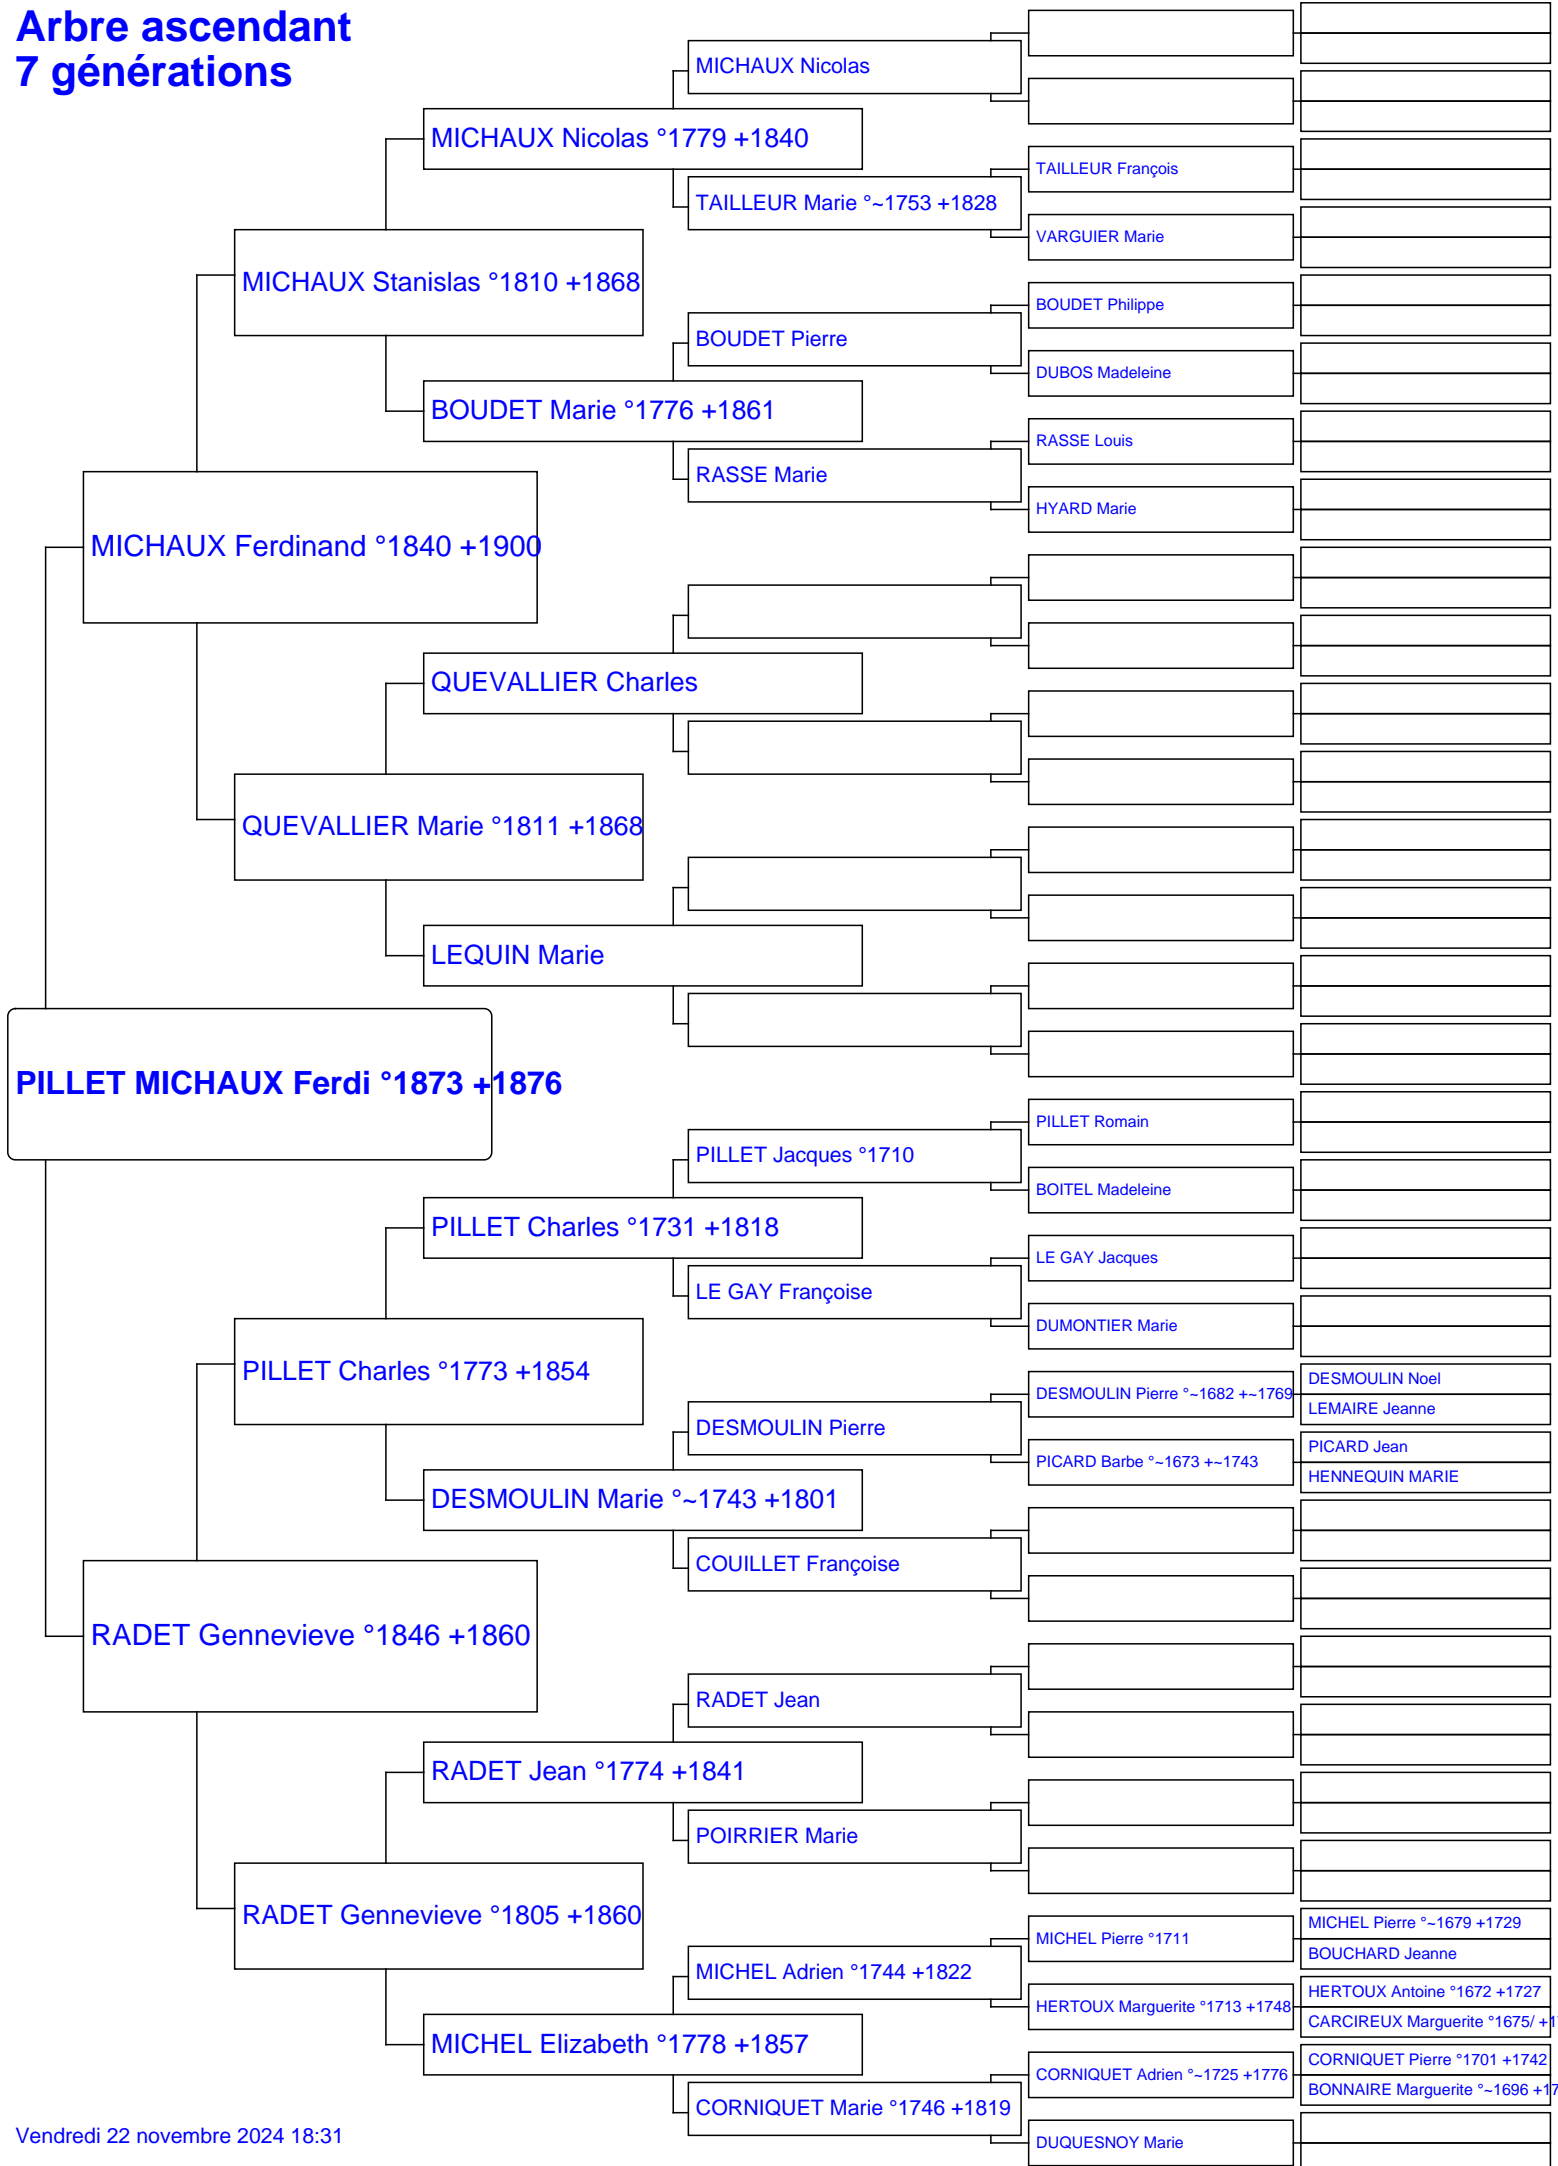 Arbre ascendant
7 générations
MICHAUX Nicolas
MICHAUX Nicolas °1779 +1840
TAILLEUR François
TAILLEUR Marie °~1753 +1828
VARGUIER Marie
MICHAUX Stanislas °1810 +1868
BOUDET Philippe
BOUDET Pierre
DUBOS Madeleine
BOUDET Marie °1776 +1861
RASSE Louis
RASSE Marie
HYARD Marie
MICHAUX Ferdinand °1840 +1900
QUEVALLIER Charles
QUEVALLIER Marie °1811 +1868
LEQUIN Marie
PILLET MICHAUX Ferdi °1873 +1876
PILLET Romain
PILLET Jacques °1710
BOITEL Madeleine
PILLET Charles °1731 +1818
LE GAY Jacques
LE GAY Françoise
DUMONTIER Marie
PILLET Charles °1773 +1854
DESMOULIN Noel
DESMOULIN Pierre °~1682 +~1769
LEMAIRE Jeanne
DESMOULIN Pierre
PICARD Jean
PICARD Barbe °~1673 +~1743
HENNEQUIN MARIE
DESMOULIN Marie °~1743 +1801
COUILLET Françoise
RADET Gennevieve °1846 +1860
RADET Jean
RADET Jean °1774 +1841
POIRRIER Marie
RADET Gennevieve °1805 +1860
MICHEL Pierre °~1679 +1729
MICHEL Pierre °1711
BOUCHARD Jeanne
MICHEL Adrien °1744 +1822
HERTOUX Antoine °1672 +1727
HERTOUX Marguerite °1713 +1748
CARCIREUX Marguerite °1675/ +1
MICHEL Elizabeth °1778 +1857
CORNIQUET Pierre °1701 +1742
CORNIQUET Adrien °~1725 +1776
BONNAIRE Marguerite °~1696 +17
CORNIQUET Marie °1746 +1819
DUQUESNOY Marie
Vendredi 22 novembre 2024 18:31